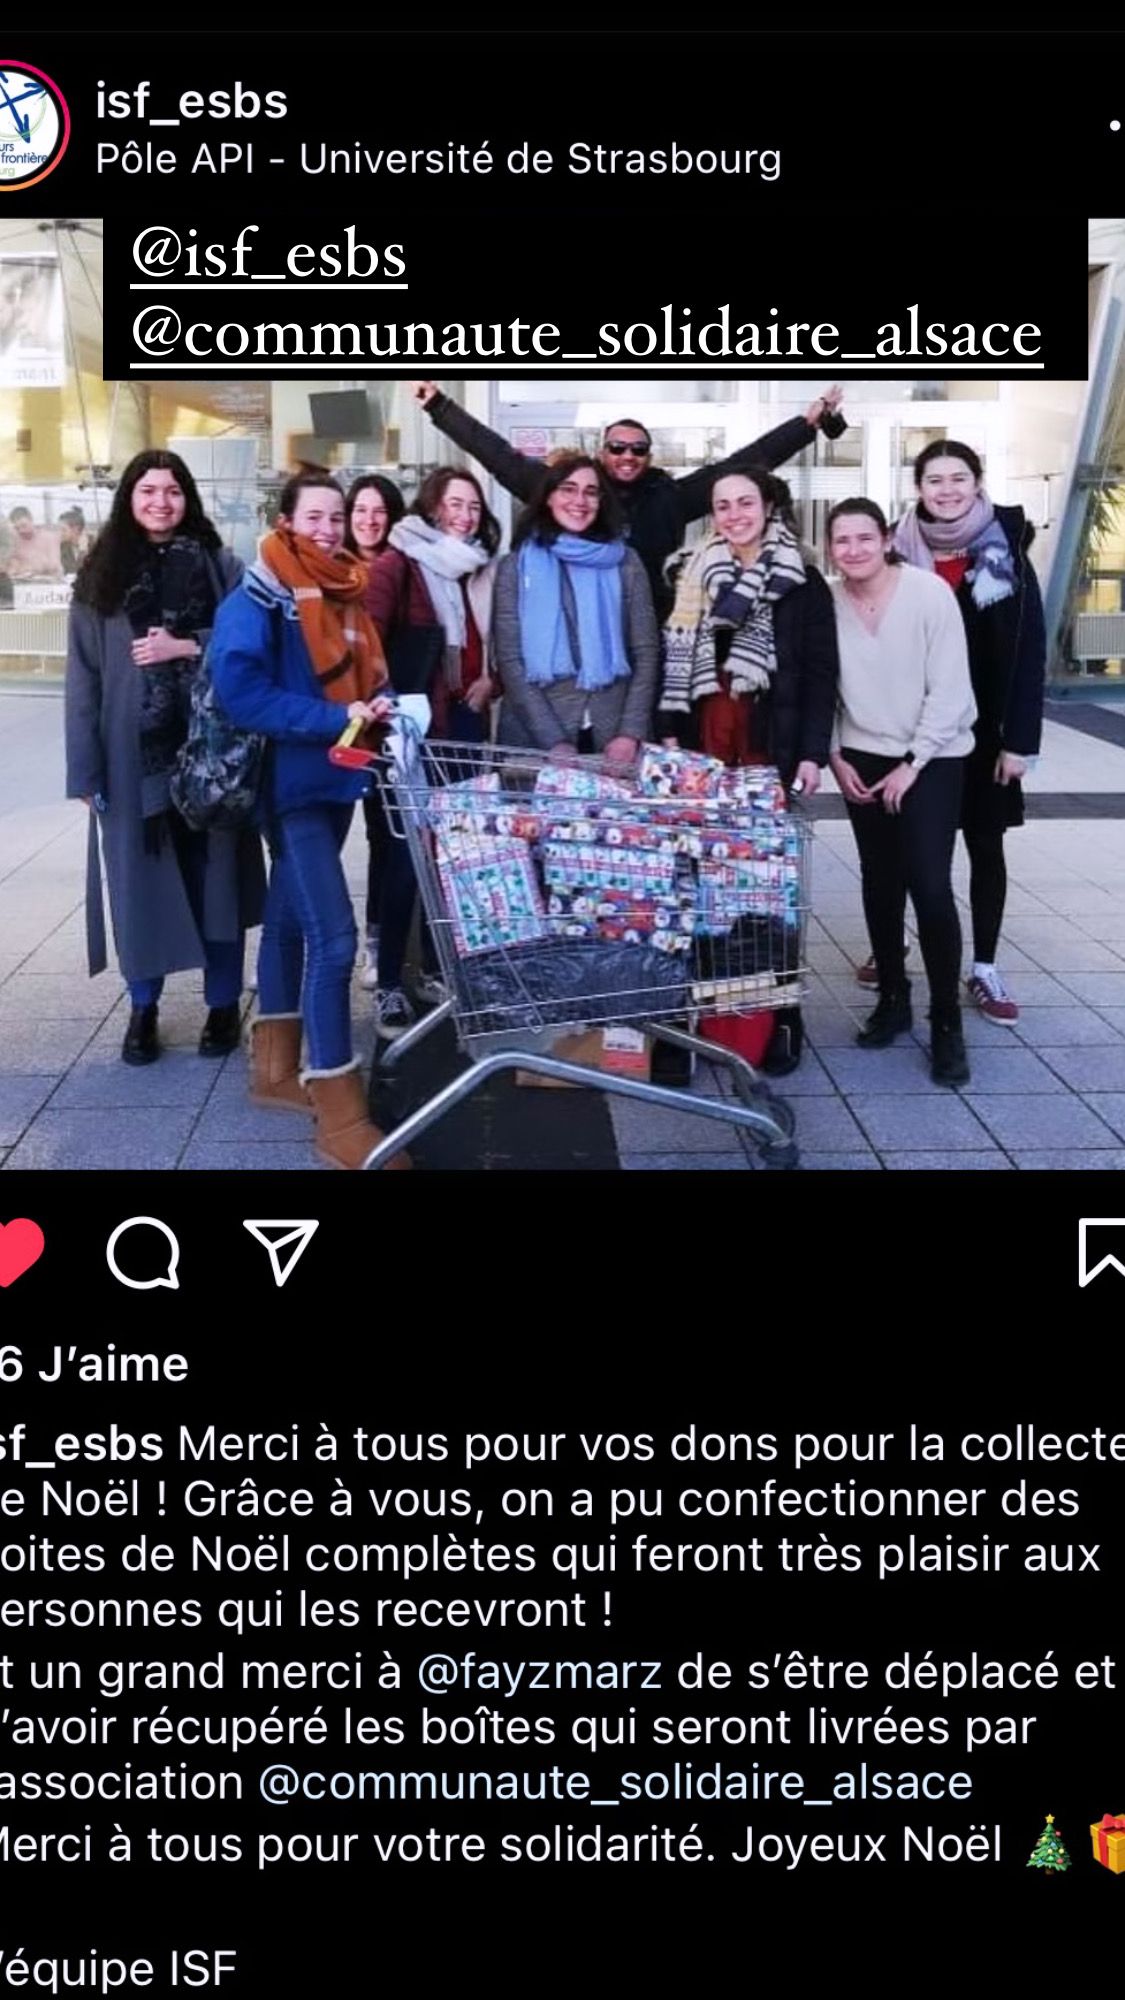 isf_esbs
Pôle API - Université de Strasbourg
urs
frontière
urg
@isf_esbs
@communaute_solidaire_alsace
6 J'aime
sf_esbs Merci à tous pour vos dons pour la collecte
e Noël ! Grâce à vous, on a pu confectionner des
oites de Noël complètes qui feront très plaisir aux
ersonnes qui les recevront !
t un grand merci à @fayzmarz de s'être déplacé et
'avoir récupéré les boîtes qui seront livrées par
association @communaute_solidaire_alsace
Merci à tous pour votre solidarité. Joyeux Noël 🎄 🎁
'équipe ISF